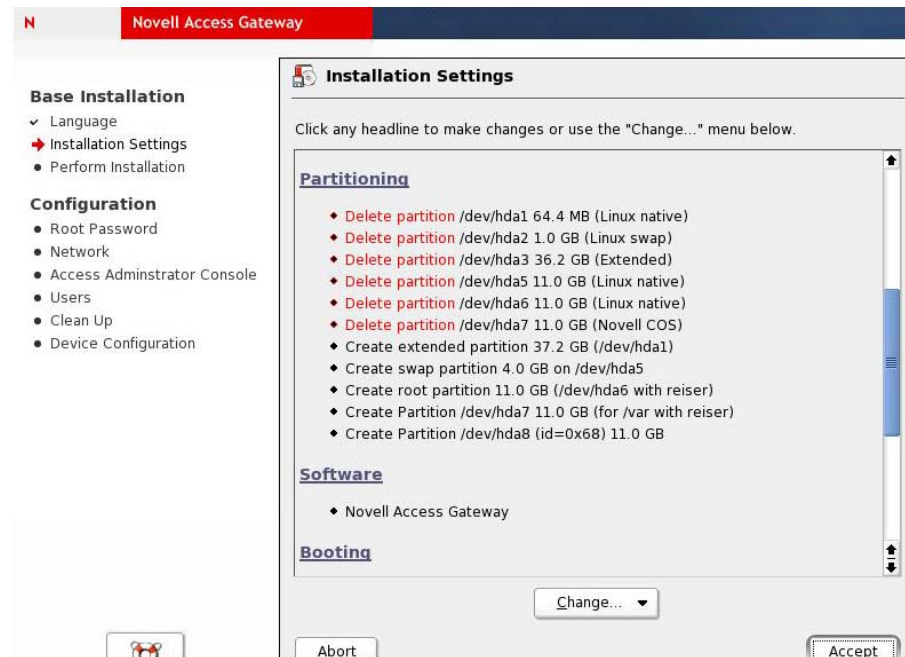 N
Novell Access Gateway
Base Installation
Language
Installation Settings
Perform Installation
Configuration
Root Password
Network
Access Adminstrator Console
Users
Clean Up
Device Configuration
Installation Settings
Click any headline to make changes or use the "Change..." menu below.
Partitioning
Delete partition /dev/hda1 64.4 MB (Linux native)
Delete partition /dev/hda2 1.0 GB (Linux swap)
Delete partition /dev/hda3 36.2 GB (Extended)
Delete partition /dev/hda5 11.0 GB (Linux native)
Delete partition /dev/hda6 11.0 GB (Linux native)
Delete partition /dev/hda7 11.0 GB (Novell COS)
Create extended partition 37.2 GB (/dev/hda1)
Create swap partition 4.0 GB on /dev/hda5
Create root partition 11.0 GB (/dev/hda6 with reiser)
Create Partition /dev/hda7 11.0 GB (for /var with reiser)
Create Partition /dev/hda8 (id=0x68) 11.0 GB
Software
Novell Access Gateway
Booting
Change...
Abort
Accept